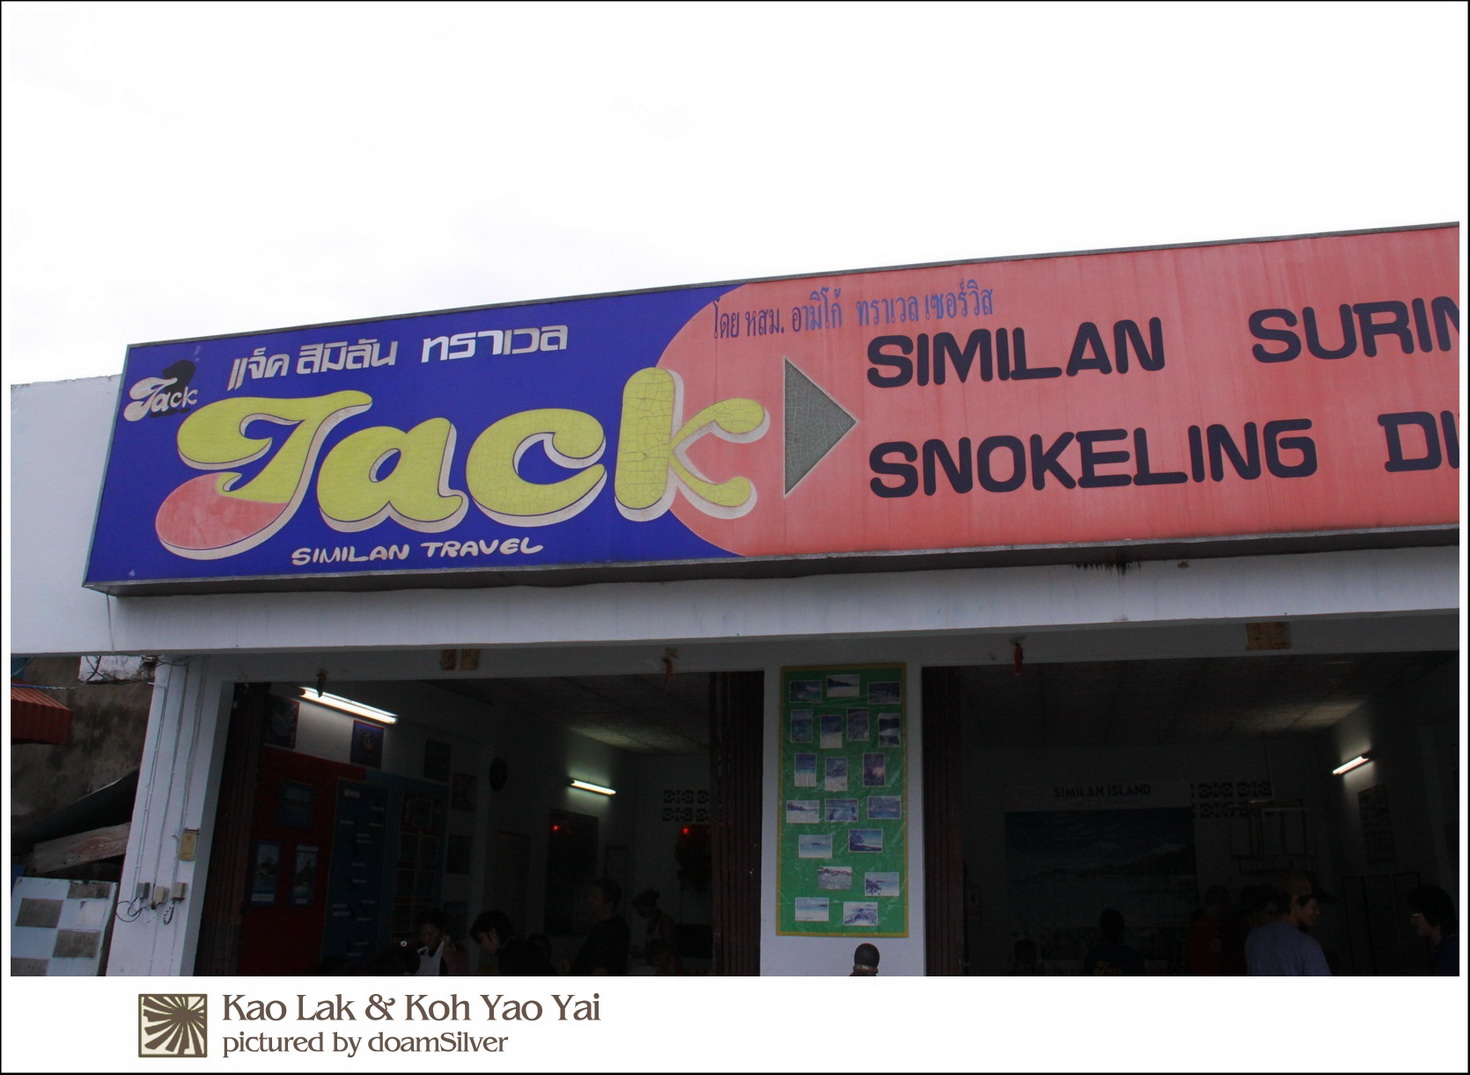 โดย หสม. อามิโก้ ทราเวล เซอร์วิส
แจ็ค สิมิลัน ทราเวล
Jack
Jack
SIMILAN TRAVEL
SIMILAN SURIN
SNOKELING DI
SIMILAN ISLAND
Kao Lak & Koh Yao Yai
pictured by doamSilver